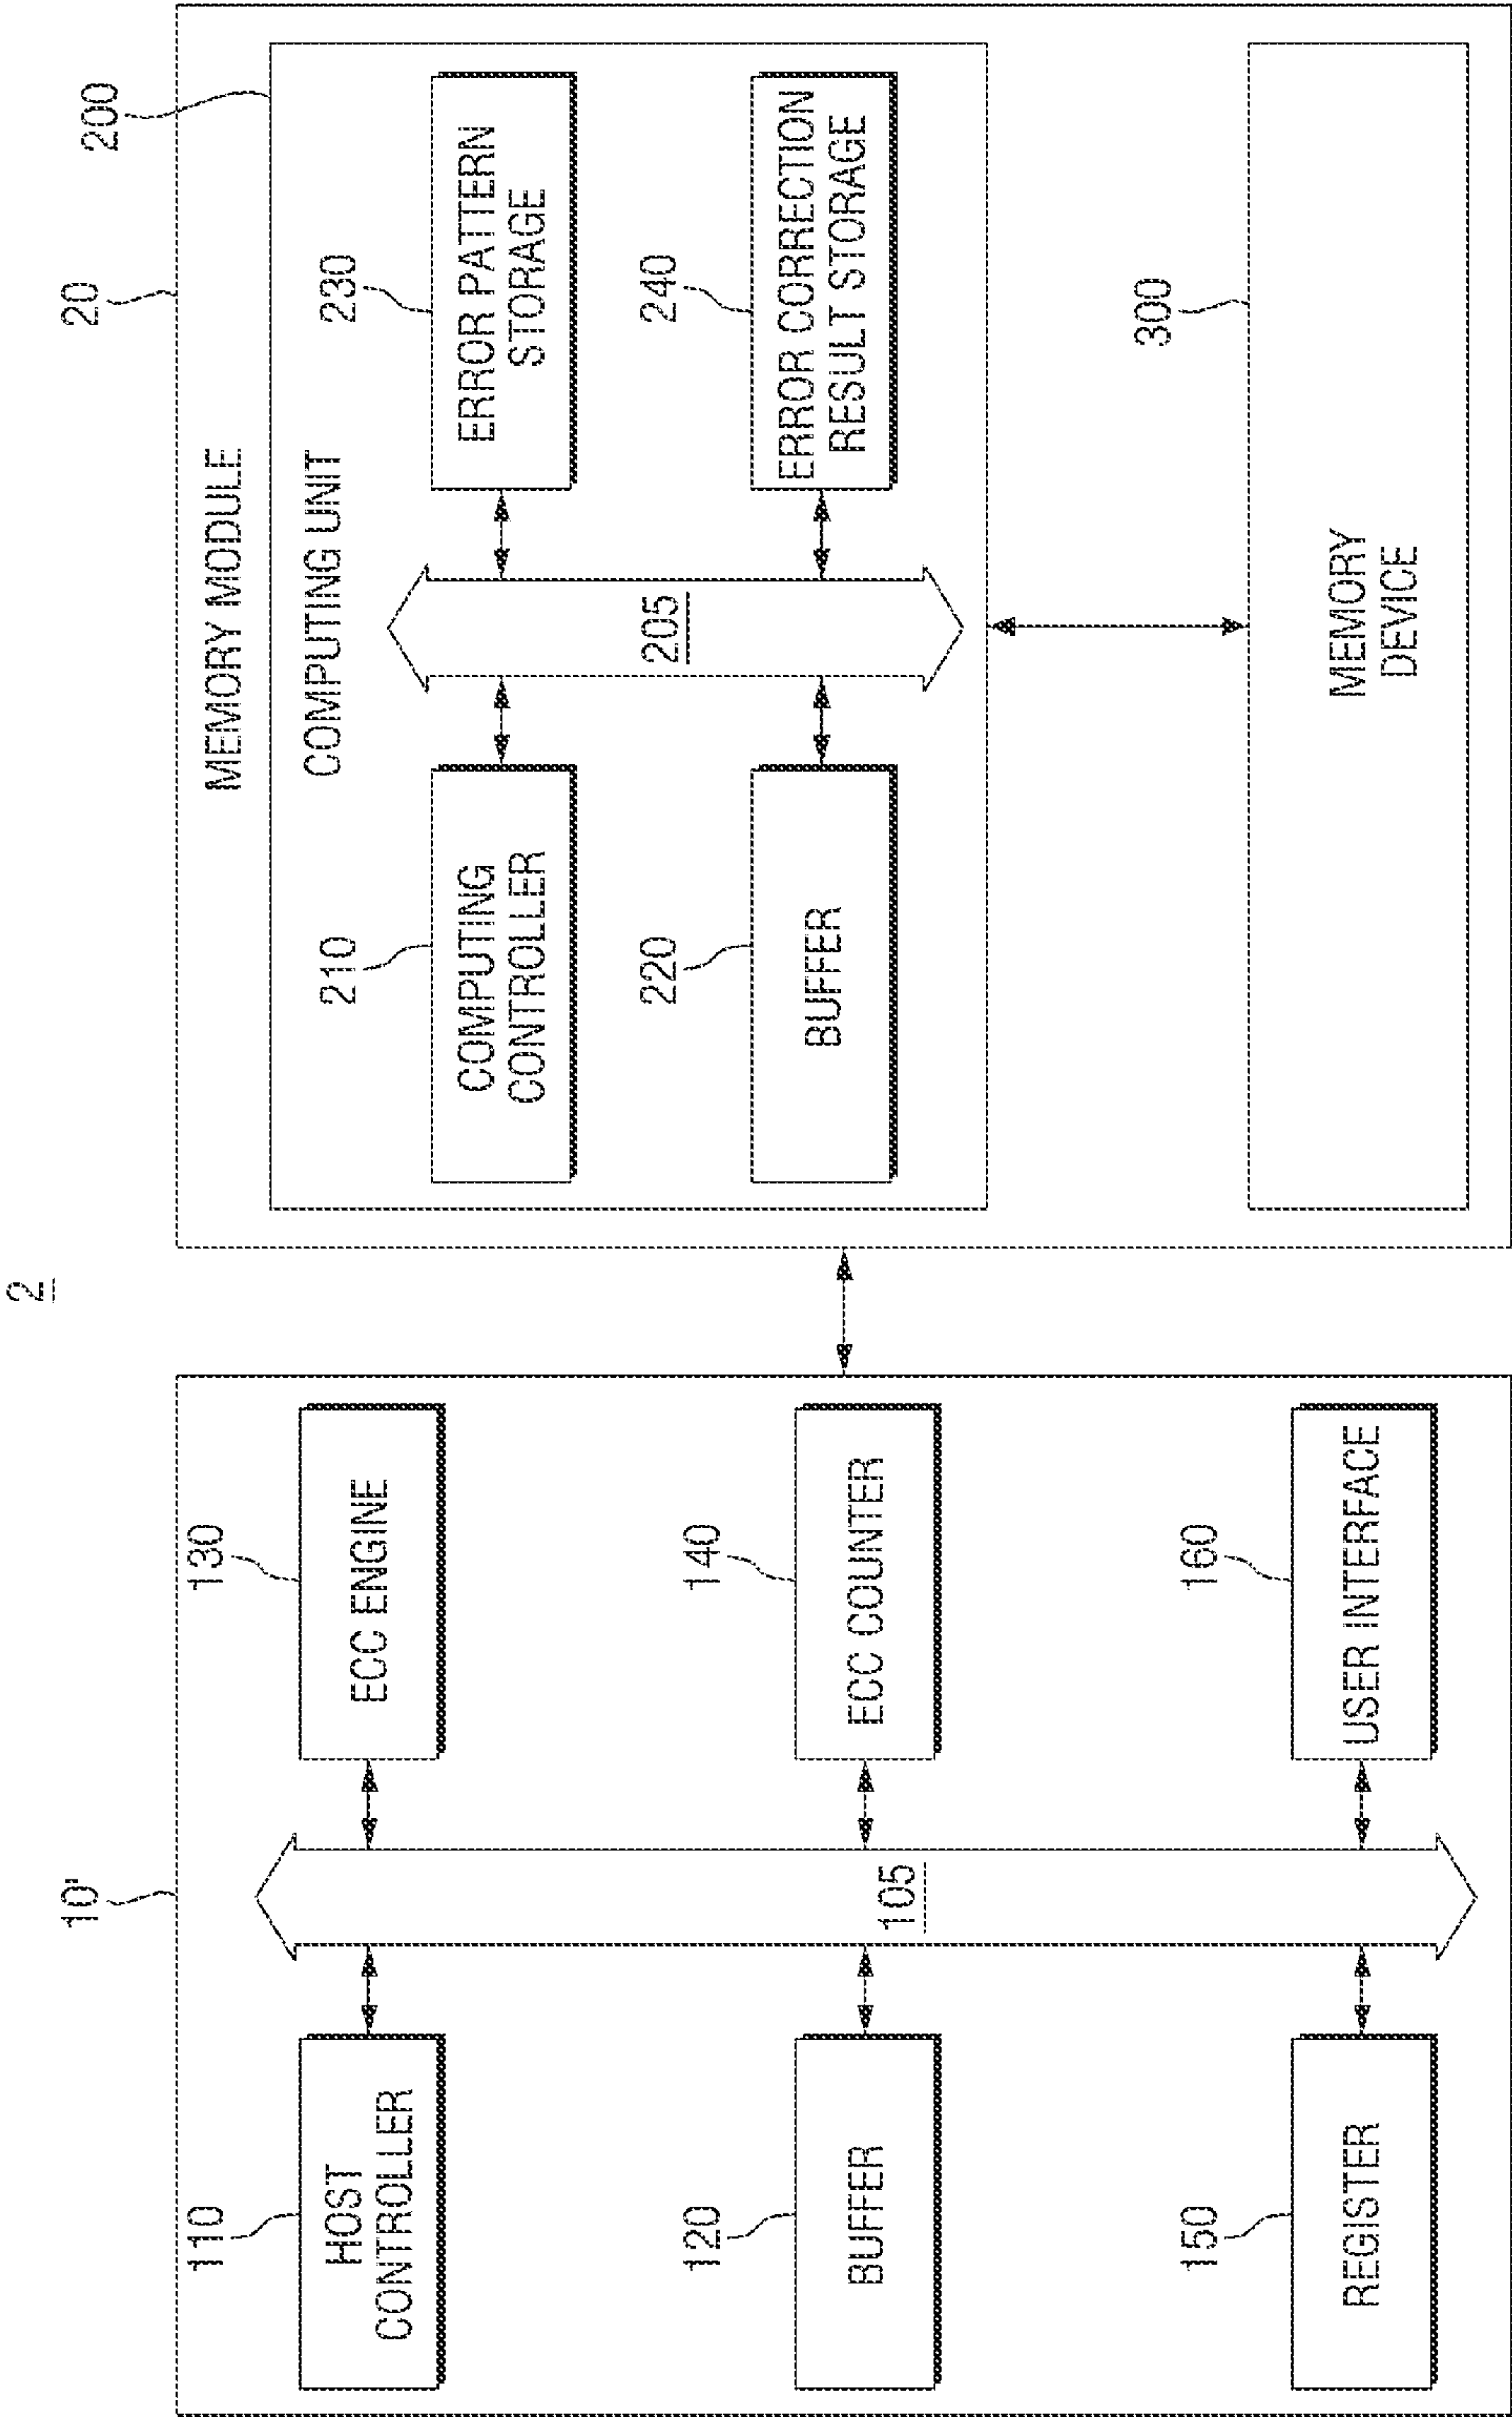 2
10'
110
HOST
CONTROLLER
130
ECC ENGINE
120
BUFFER
105
140
ECC COUNTER
150
REGISTER
160
USER INTERFACE
20
MEMORY MODULE
200
COMPUTING UNIT
210
COMPUTING
CONTROLLER
230
ERROR PATTERN
STORAGE
205
220
BUFFER
240
ERROR CORRECTION
RESULT STORAGE
300
MEMORY
DEVICE